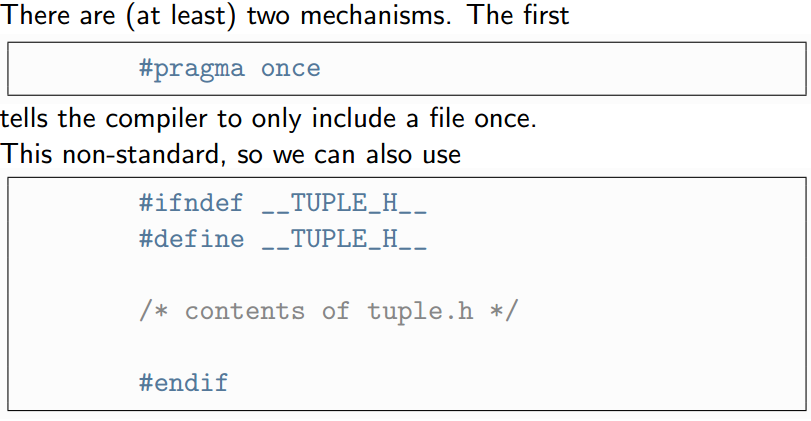 There are (at least) two mechanisms. The first
#pragma once
tells the compiler to only include a file once.
This non-standard, so we can also use
#ifndef __TUPLE_H__
#define __TUPLE_H__
/* contents of tuple.h */
#endif